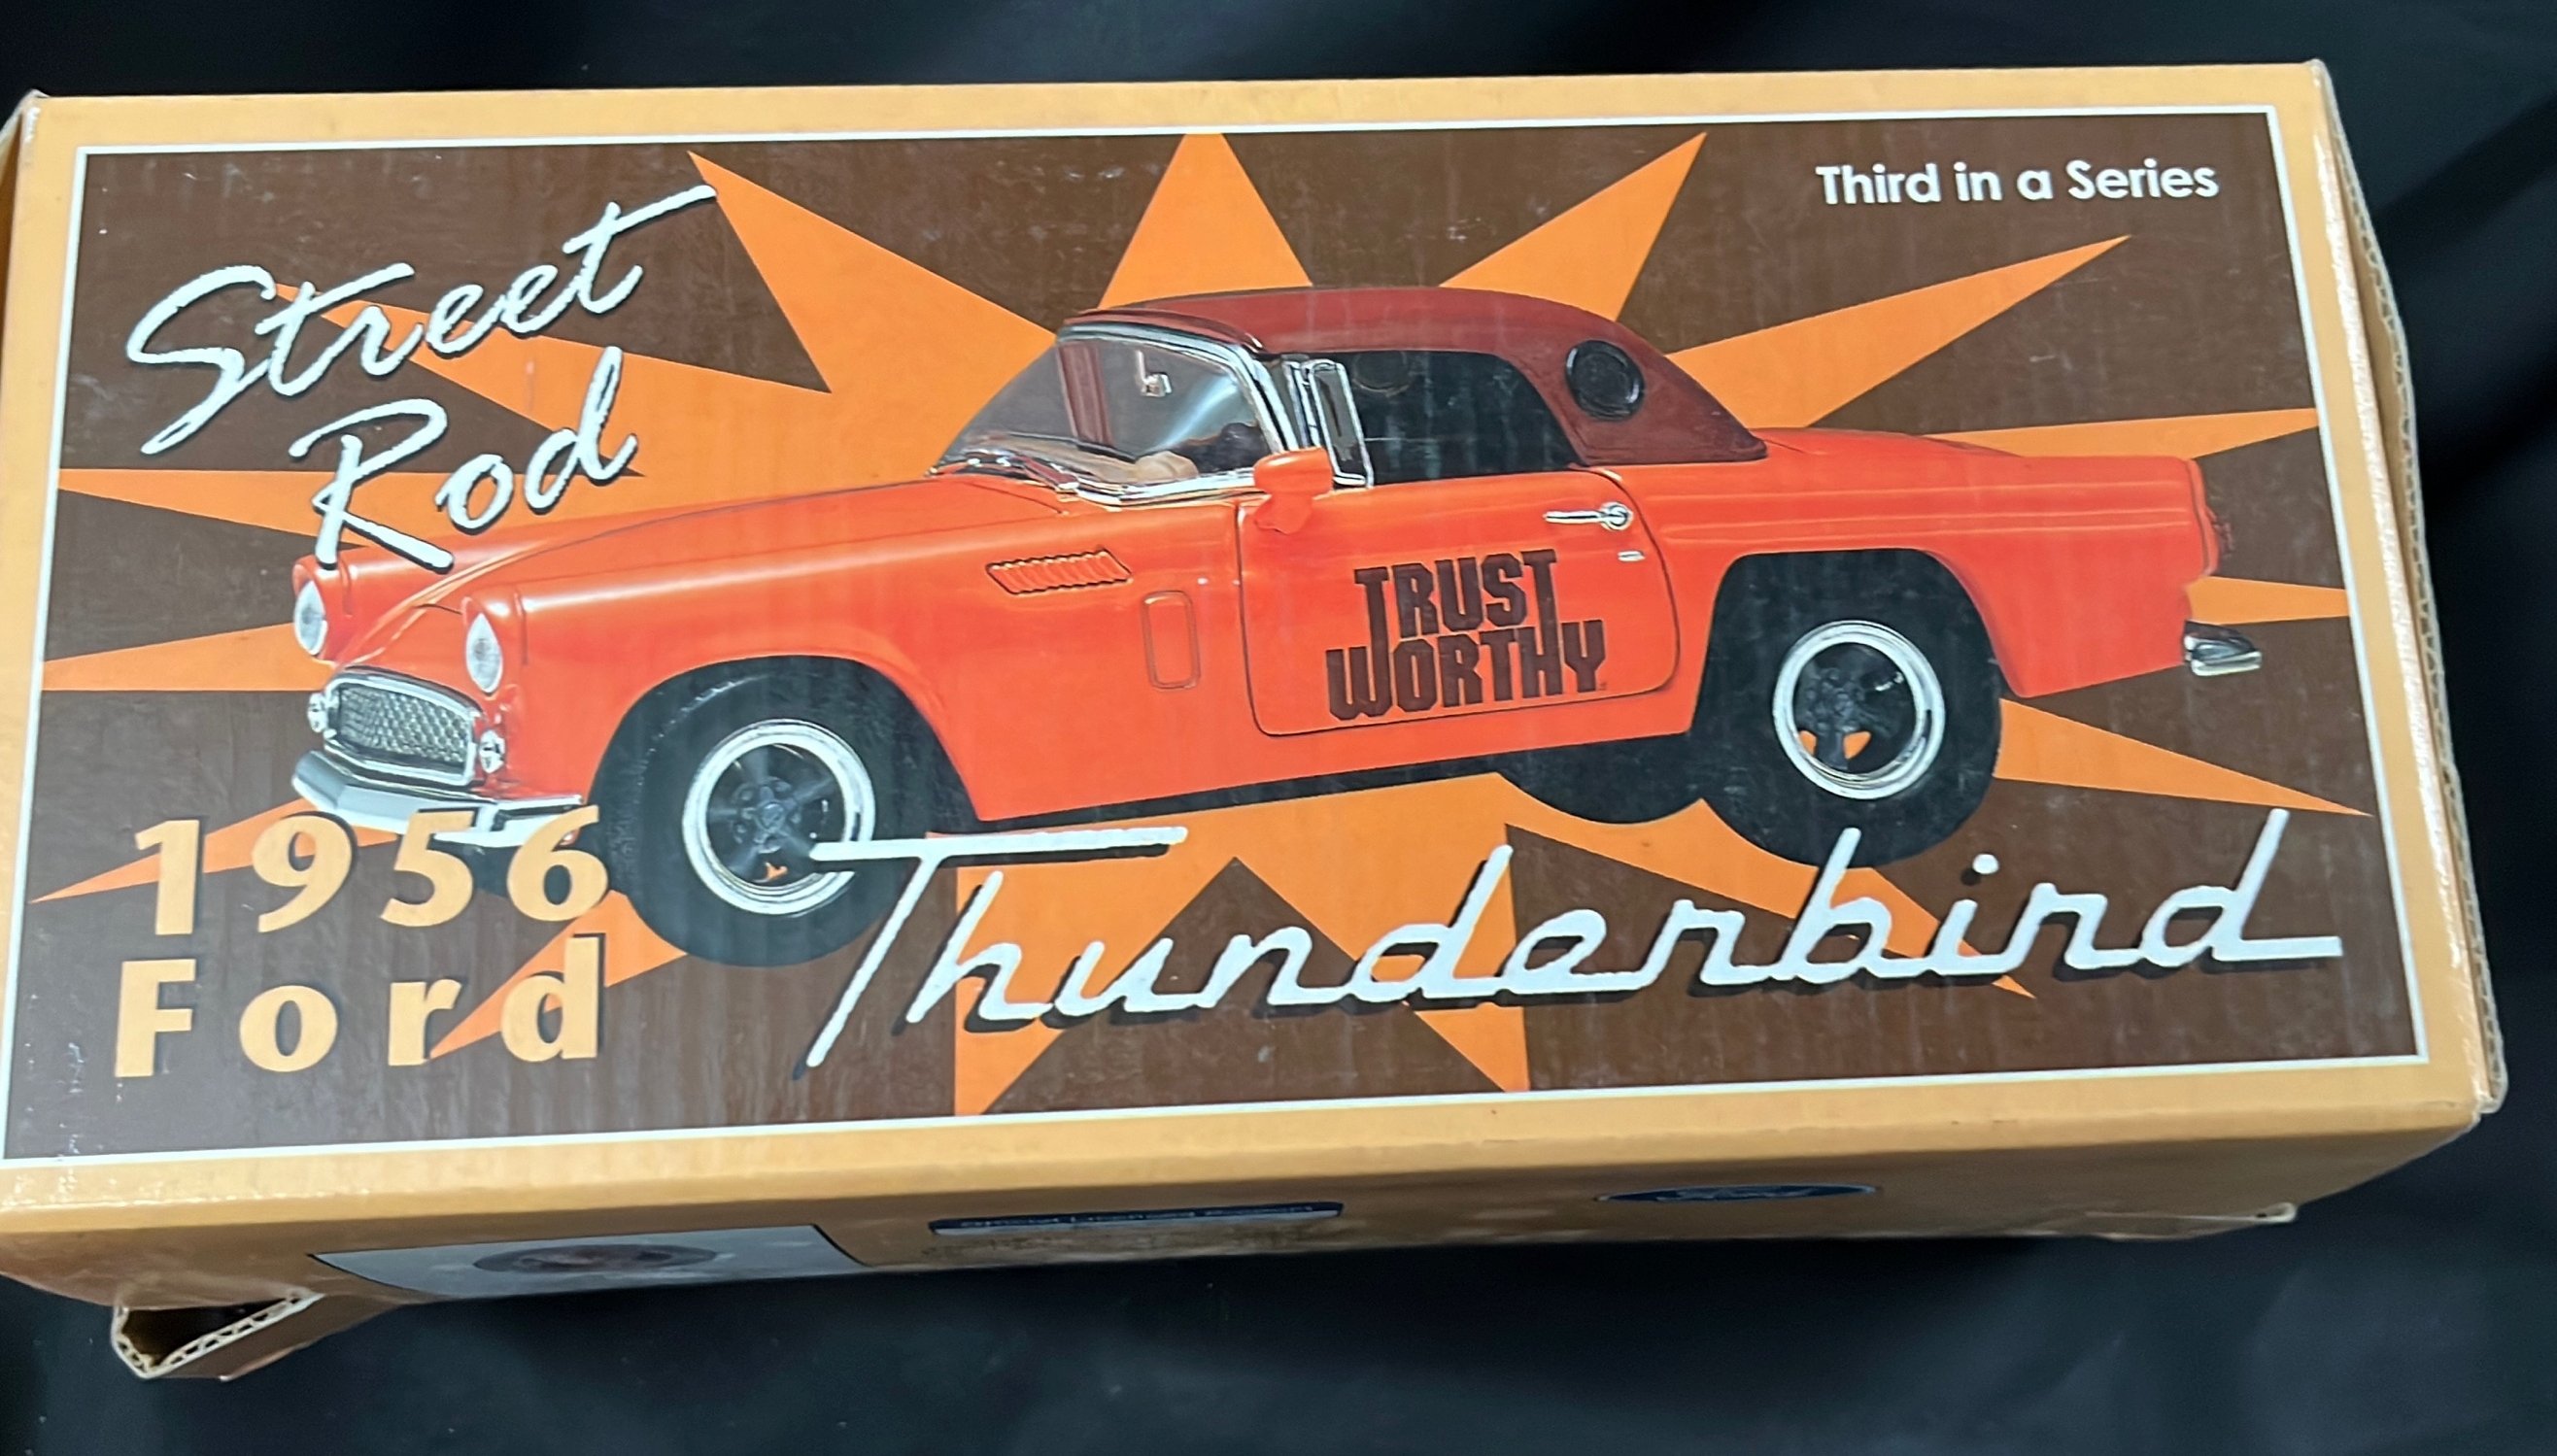 Third in a Series
Street
Rod
TRUST
WORTHY
1956
Ford
Thunderbird